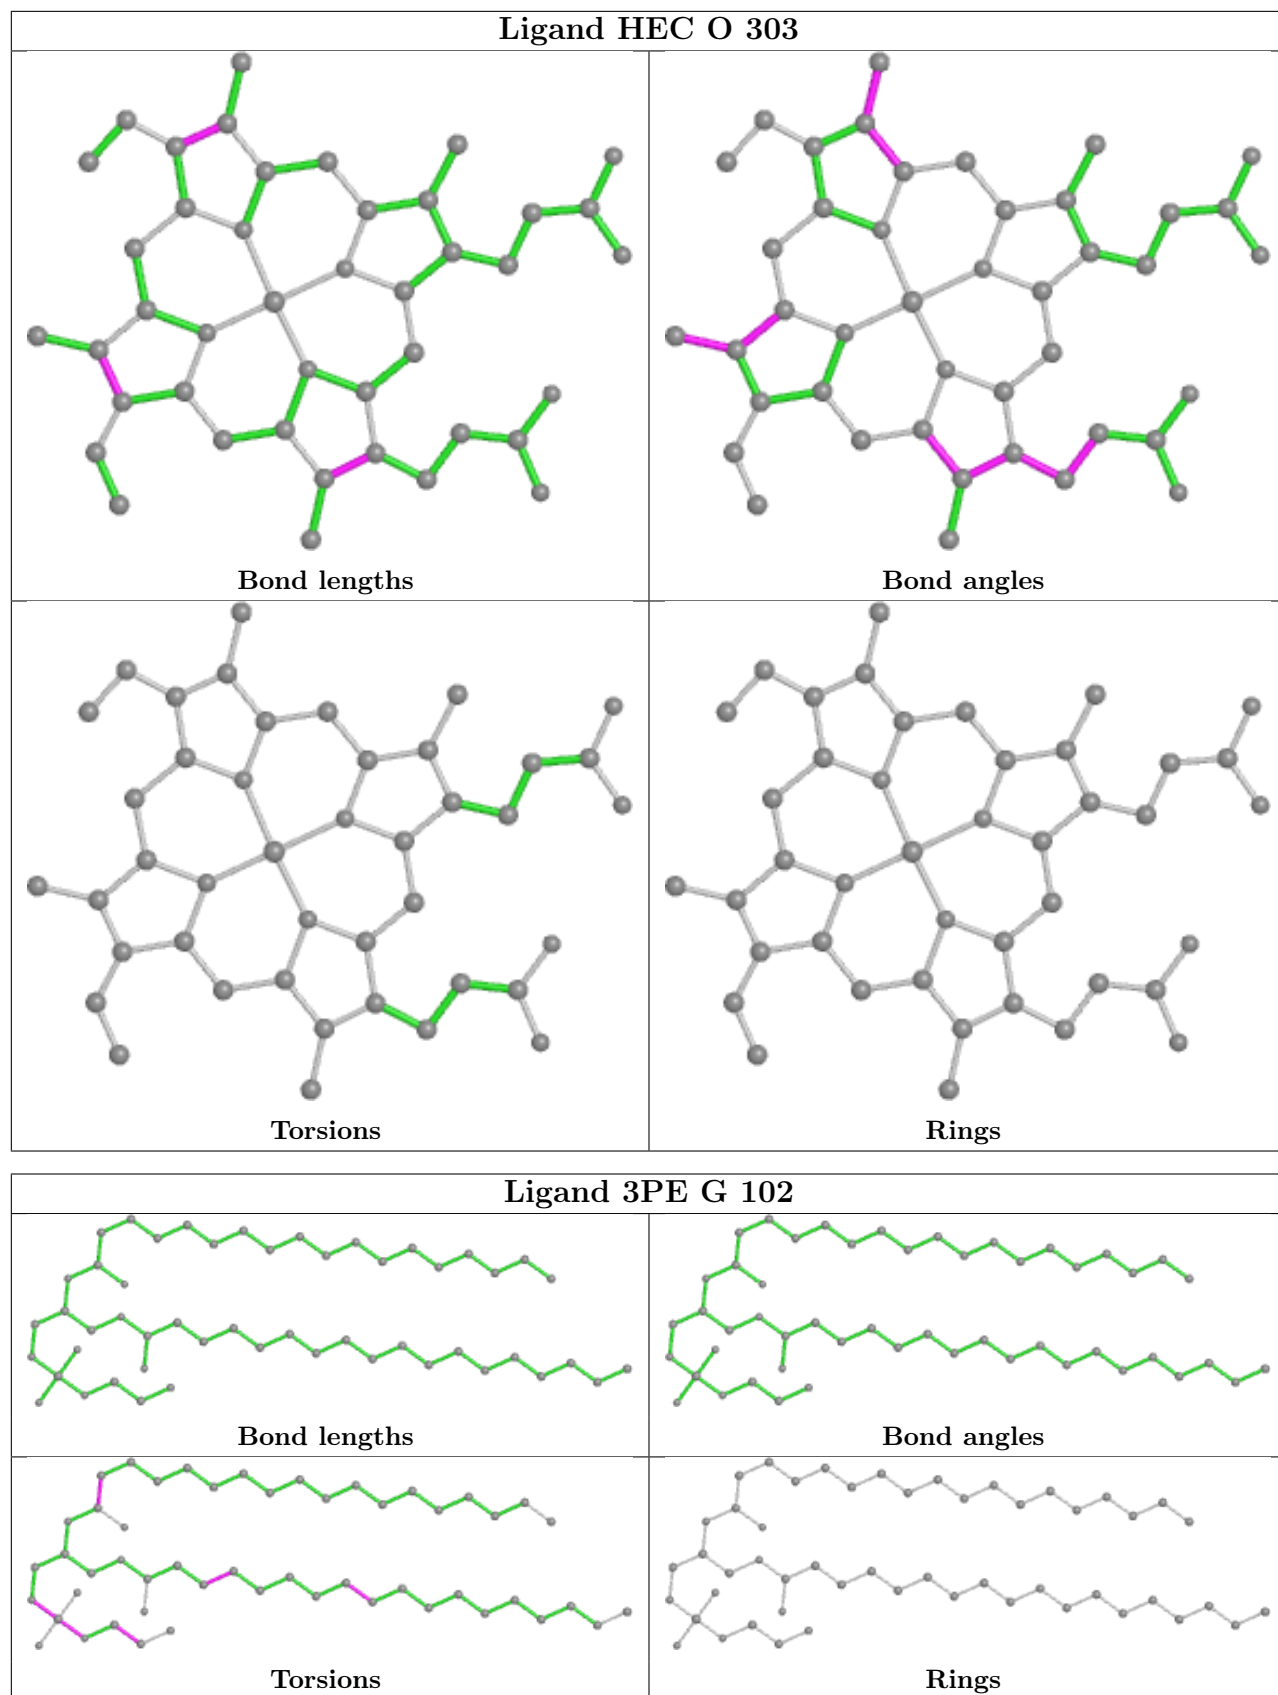 Ligand HEC O 303
Bond lengths
Bond angles
Torsions
Rings
Ligand 3PE G 102
Bond lengths
Bond angles
Torsions
Rings